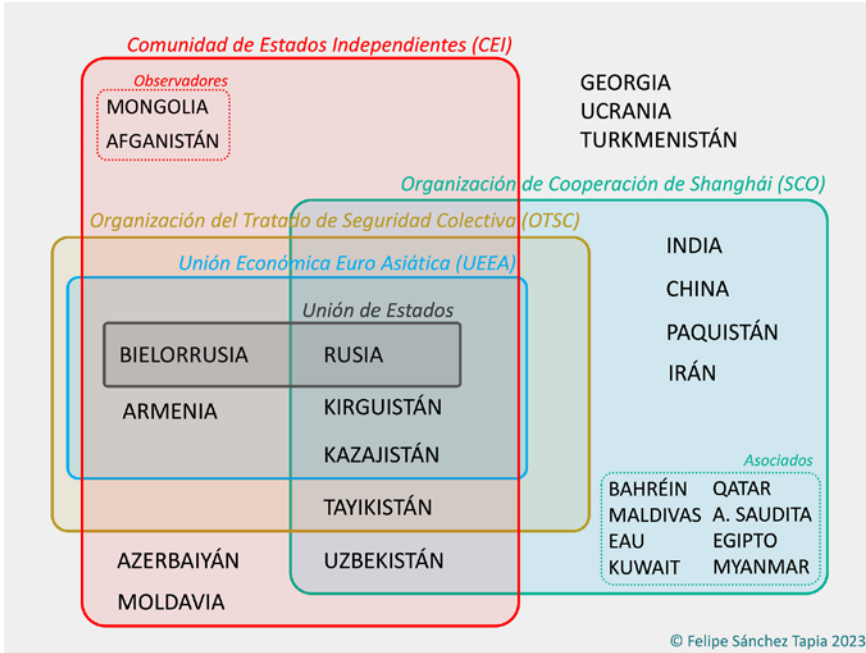 Comunidad de Estados Independientes (CEI)
Observadores
MONGOLIA
AFGANISTÁN
GEORGIA
UCRANIA
TURKMENISTÁN
Organización de Cooperación de Shanghái (SCO)
Organización del Tratado de Seguridad Colectiva (OTSC)
Unión Económica Euro Asiática (UEEA)
Unión de Estados
BIELORRUSIA
RUSIA
ARMENIA
KIRGUISTÁN
KAZAJISTÁN
TAYIKISTÁN
AZERBAIYÁN
UZBEKISTÁN
MOLDAVIA
INDIA
CHINA
PAQUISTÁN
IRÁN
Asociados
BAHRÉIN QATAR
MALDIVAS A. SAUDITA
EAU EGIPTO
KUWAIT MYANMAR
© Felipe Sánchez Tapia 2023